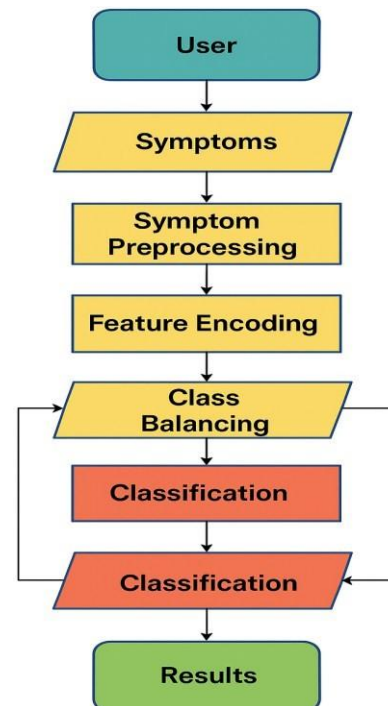 User
Symptoms
Symptom
Preprocessing
Feature Encoding
Class
Balancing
Classification
Classification
Results